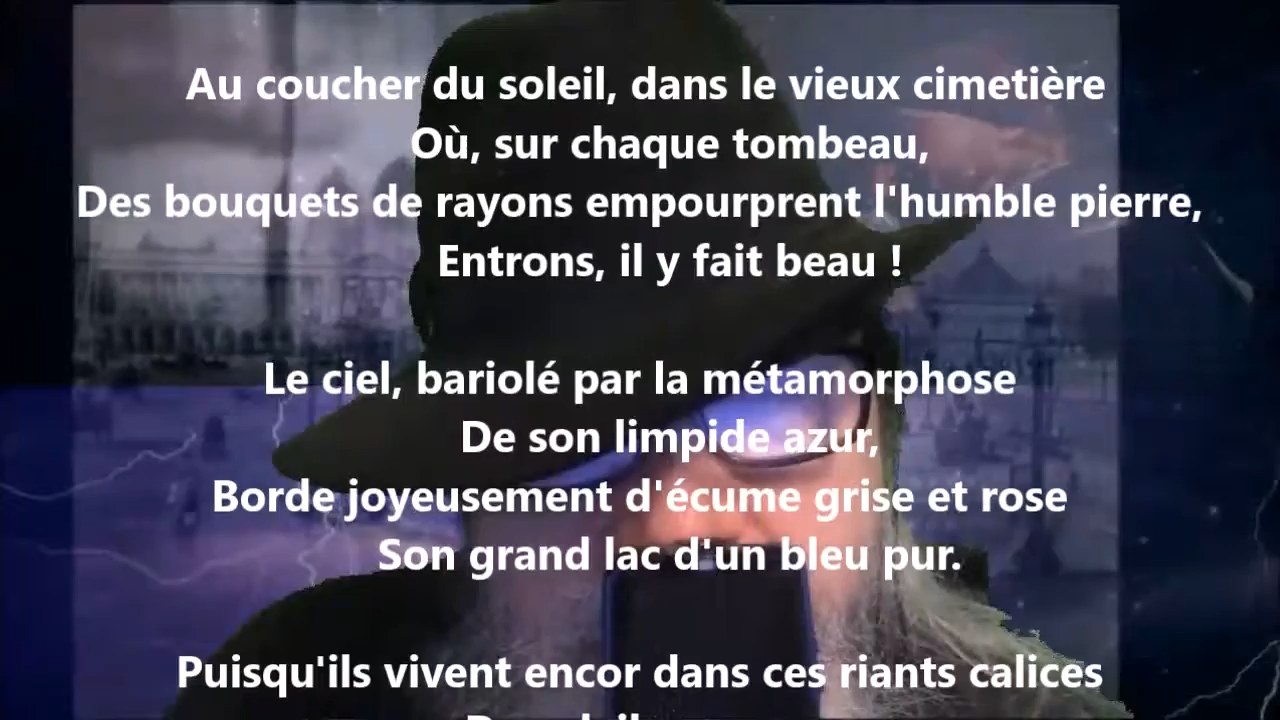 Au coucher du soleil, dans le vieux cimetière
Où, sur chaque tombeau,
Des bouquets de rayons empourprent l'humble pierre,
Entrons, il y fait beau !
Le ciel, bariolé par la métamorphose
De son limpide azur,
Borde joyeusement d'écume grise et rose
Son grand lac d'un bleu pur.
Puisqu'ils vivent encor dans ces riants calices